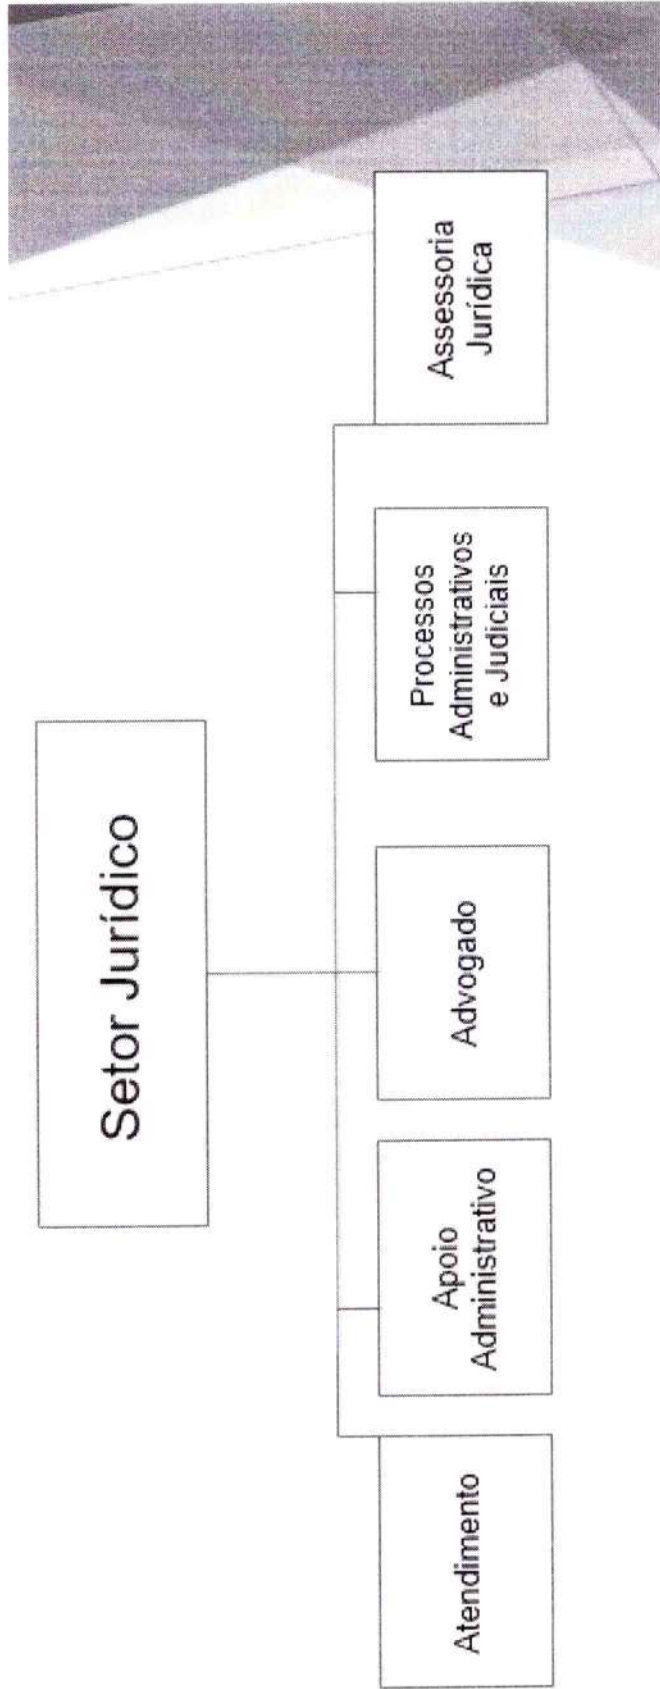 Setor Jurídico
Atendimento
Apoio
Administrativo
Advogado
Processos
Administrativos
e Judiciais
Assessoria
Jurídica